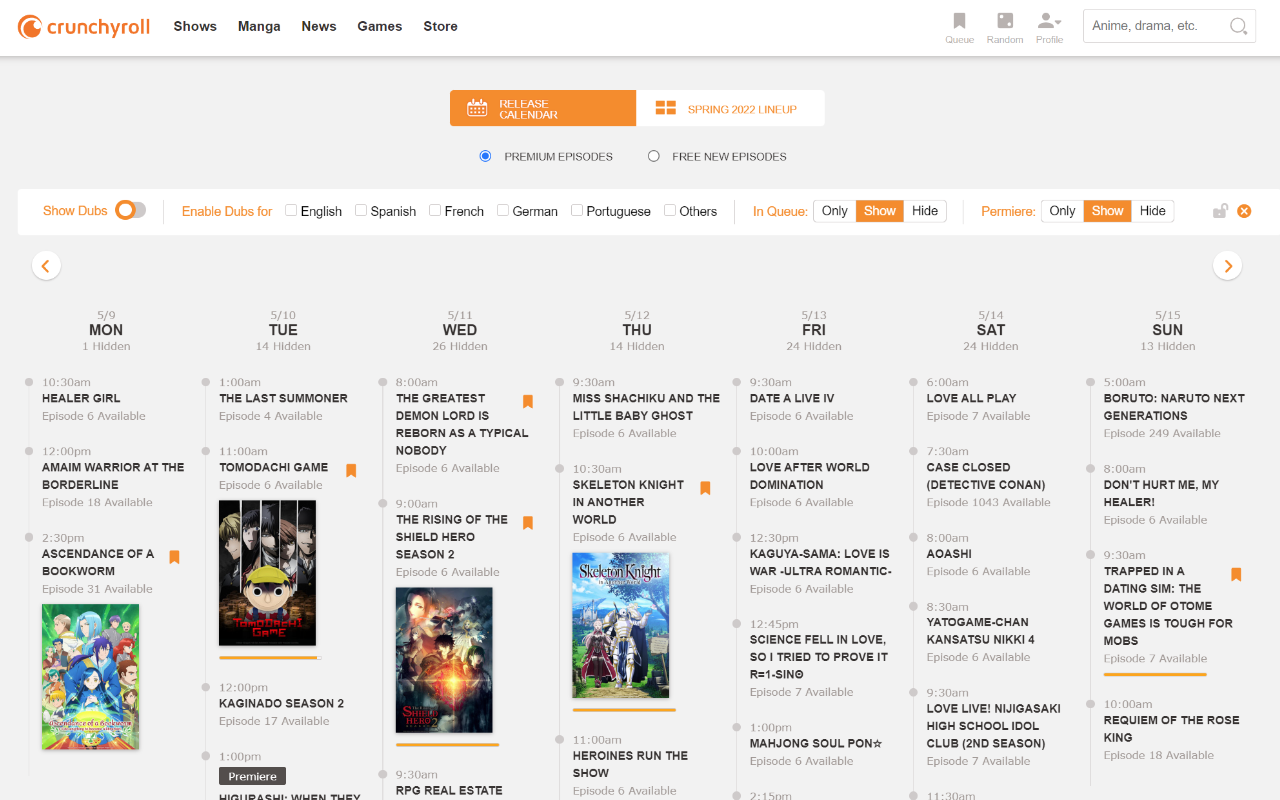 crunchyroll
Shows
Manga
News
Games
Store
Queue
Random
Profile
Anime, drama, etc.
RELEASE
CALENDAR
SPRING 2022 LINEUP
PREMIUM EPISODES
FREE NEW EPISODES
Show Dubs
Enable Dubs for
English
Spanish
French
German
Portuguese
Others
In Queue:
Only
Show
Hide
Permiere:
Only
Show
Hide
5/9
MON
1 Hidden
10:30am
HEALER GIRL
Episode 6 Available
12:00pm
AMAIM WARRIOR AT THE
BORDERLINE
Episode 18 Available
2:30pm
ASCENDANCE OF A
BOOKWORM
Episode 31 Available
5/10
TUE
14 Hidden
1:00am
THE LAST SUMMONER
Episode 4 Available
11:00am
TOMODACHI GAME
Episode 6 Available
TOMODACHI
GAME
12:00pm
KAGINADO SEASON 2
Episode 17 Available
1:00pm
Premiere
HIGURASHI: WHEN THEY
5/11
WED
26 Hidden
8:00am
THE GREATEST
DEMON LORD IS
REBORN AS A TYPICAL
NOBODY
Episode 6 Available
9:00am
THE RISING OF THE
SHIELD HERO
SEASON 2
Episode 6 Available
SHIELD
HERO 2
9:30am
RPG REAL ESTATE
5/12
THU
14 Hidden
9:30am
MISS SHACHIKU AND THE
LITTLE BABY GHOST
Episode 6 Available
10:30am
SKELETON KNIGHT
IN ANOTHER
WORLD
Episode 6 Available
Skeleton Knight
11:00am
HEROINES RUN THE
SHOW
Episode 6 Available
5/13
FRI
24 Hidden
9:30am
DATE A LIVE IV
Episode 6 Available
10:00am
LOVE AFTER WORLD
DOMINATION
Episode 6 Available
12:30pm
KAGUYA-SAMA: LOVE IS
WAR -ULTRA ROMANTIC-
Episode 6 Available
12:45pm
SCIENCE FELL IN LOVE,
SO I TRIED TO PROVE IT
R=1-SINΘ
Episode 7 Available
1:00pm
MAHJONG SOUL PON☆
Episode 6 Available
2:15pm
5/14
SAT
24 Hidden
6:00am
LOVE ALL PLAY
Episode 7 Available
7:30am
CASE CLOSED
(DETECTIVE CONAN)
Episode 1043 Available
8:00am
AOASHI
Episode 6 Available
8:30am
YATOGAME-CHAN
KANSATSU NIKKI 4
Episode 6 Available
9:30am
LOVE LIVE! NIJIGASAKI
HIGH SCHOOL IDOL
CLUB (2ND SEASON)
Episode 7 Available
11:30am
5/15
SUN
13 Hidden
5:00am
BORUTO: NARUTO NEXT
GENERATIONS
Episode 249 Available
8:00am
DON'T HURT ME, MY
HEALER!
Episode 6 Available
9:30am
TRAPPED IN A
DATING SIM: THE
WORLD OF OTOME
GAMES IS TOUGH FOR
MOBS
Episode 7 Available
10:00am
REQUIEM OF THE ROSE
KING
Episode 18 Available